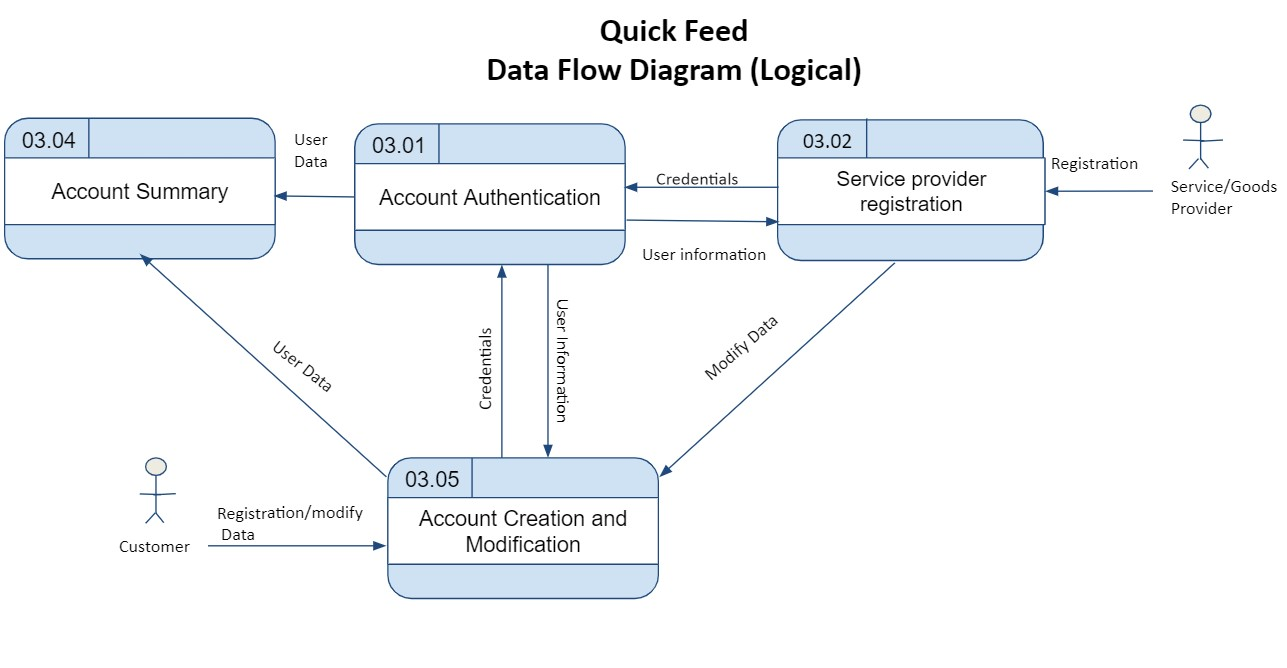 Quick Feed
Data Flow Diagram (Logical)
03.04
Account Summary
User
Data
03.01
Account Authentication
Credentials
User information
03.02
Service provider
registration
Registration
Service/Goods
Provider
User Data
Credentials
User Information
Modify Data
Customer
Registration/modify
Data
03.05
Account Creation and
Modification